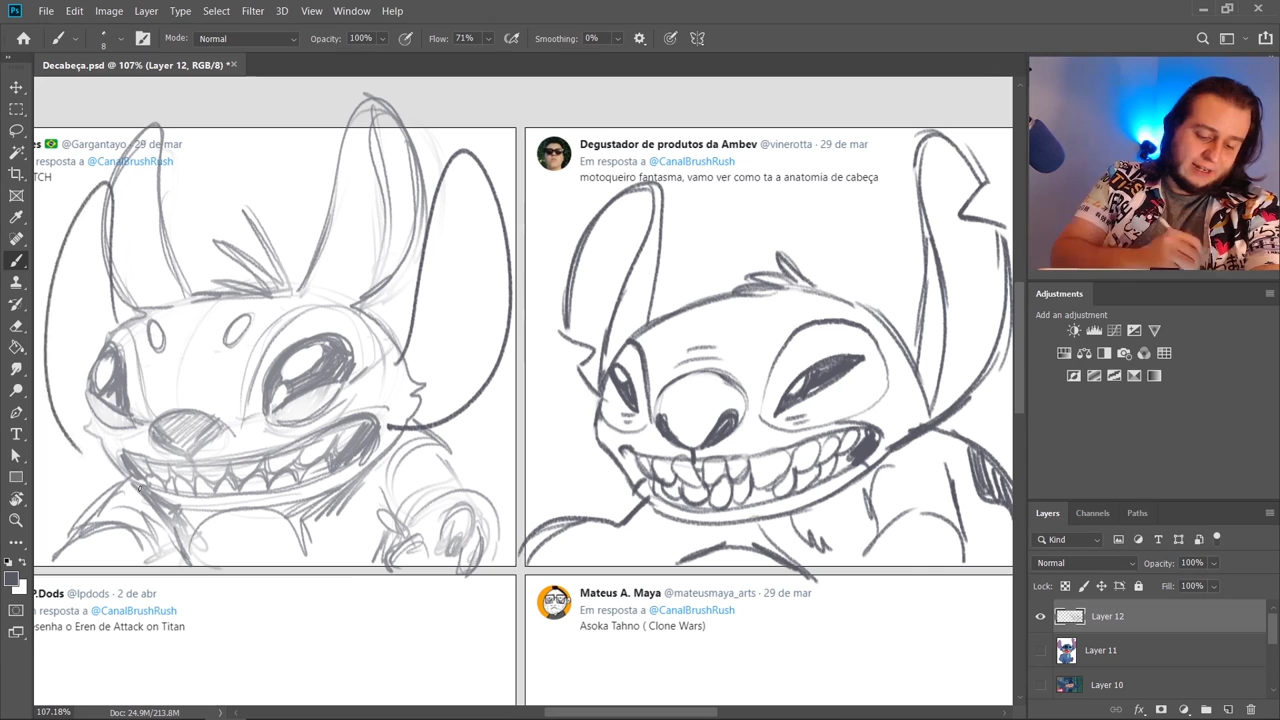 Ps File Edit Image Layer Type Select Filter 3D View Window Help
8 Mode: Normal Opacity: 100% Flow: 71% Smoothing: 0%
Decabeça.psd @ 107% (Layer 12, RGB/8) *
es @Gargantayo · 29 de mar
resposta a @CanalBrushRush
TCH
Degustador de produtos da Ambev @vinerotta · 29 de mar
Em resposta a @CanalBrushRush
motoqueiro fantasma, vamo ver como ta a anatomia de cabeça
P.Dods @lpdods · 2 de abr
resposta a @CanalBrushRush
esenha o Eren de Attack on Titan
Mateus A. Maya @mateusmaya_arts · 29 de mar
Em resposta a @CanalBrushRush
Asoka Tahno ( Clone Wars)
Adjustments
Add an adjustment
Layers Channels Paths
Kind
Normal Opacity: 100%
Lock: Fill: 100%
Layer 12
Layer 11
Layer 10
fx
107.18% Doc: 24.9M/213.8M